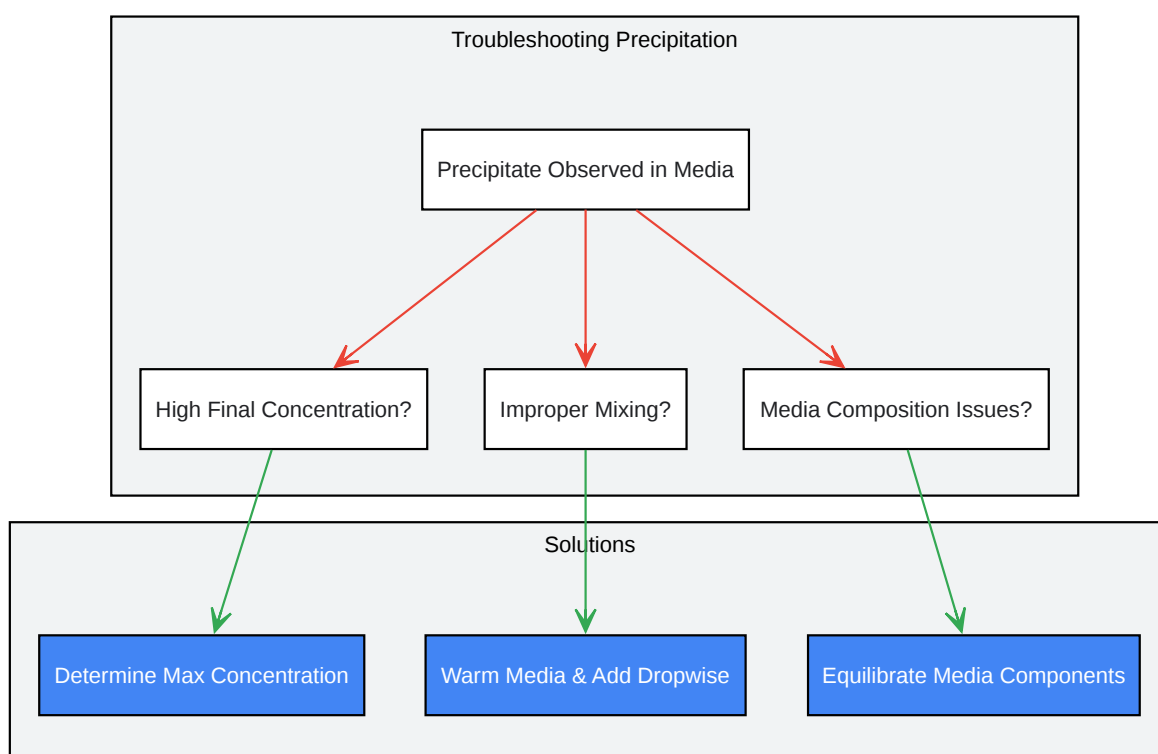 Troubleshooting Precipitation
Precipitate Observed in Media
High Final Concentration?
Improper Mixing?
Media Composition Issues?
Solutions
Determine Max Concentration
Warm Media & Add Dropwise
Equilibrate Media Components